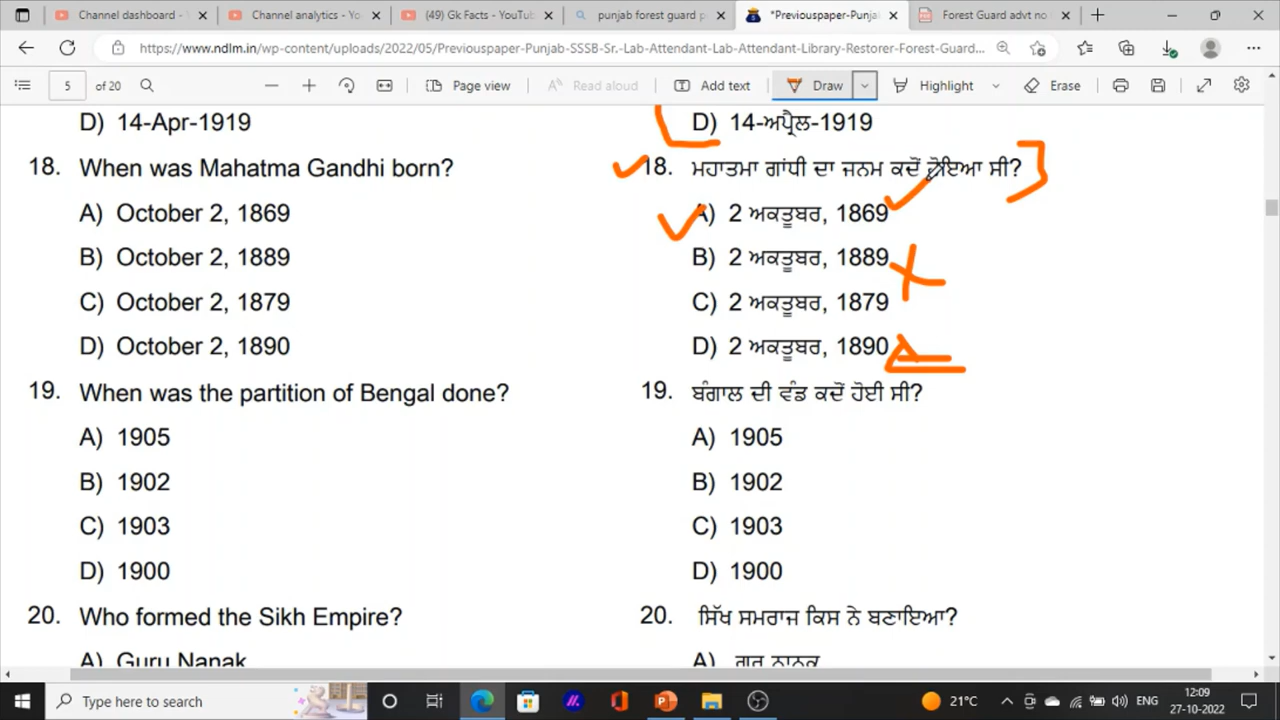 Channel dashboard - Y
Channel analytics - Yo
(49) Gk Facts - YouTub
punjab forest guard p
*Previouspaper-Punja
Forest Guard advt no
https://www.ndlm.in/wp-content/uploads/2022/05/Previouspaper-Punjab-SSSB-Sr.-Lab-Attendant-Lab-Attendant-Library-Restorer-Forest-Guard...
5 of 20
Page view
Read aloud
Add text
Draw
Highlight
Erase
D) 14-Apr-1919
18. When was Mahatma Gandhi born?
A) October 2, 1869
B) October 2, 1889
C) October 2, 1879
D) October 2, 1890
19. When was the partition of Bengal done?
A) 1905
B) 1902
C) 1903
D) 1900
20. Who formed the Sikh Empire?
A) Guru Nanak
D) 14-ਅਪ੍ਰੈਲ-1919
18. ਮਹਾਤਮਾ ਗਾਂਧੀ ਦਾ ਜਨਮ ਕਦੋਂ ਹੋਇਆ ਸੀ?
A) 2 ਅਕਤੂਬਰ, 1869
B) 2 ਅਕਤੂਬਰ, 1889
C) 2 ਅਕਤੂਬਰ, 1879
D) 2 ਅਕਤੂਬਰ, 1890
19. ਬੰਗਾਲ ਦੀ ਵੰਡ ਕਦੋਂ ਹੋਈ ਸੀ?
A) 1905
B) 1902
C) 1903
D) 1900
20. ਸਿੱਖ ਸਮਰਾਜ ਕਿਸ ਨੇ ਬਣਾਇਆ?
A) ਗੁਰੂ ਨਾਨਕ
Type here to search
21°C
ENG
12:09
27-10-2022